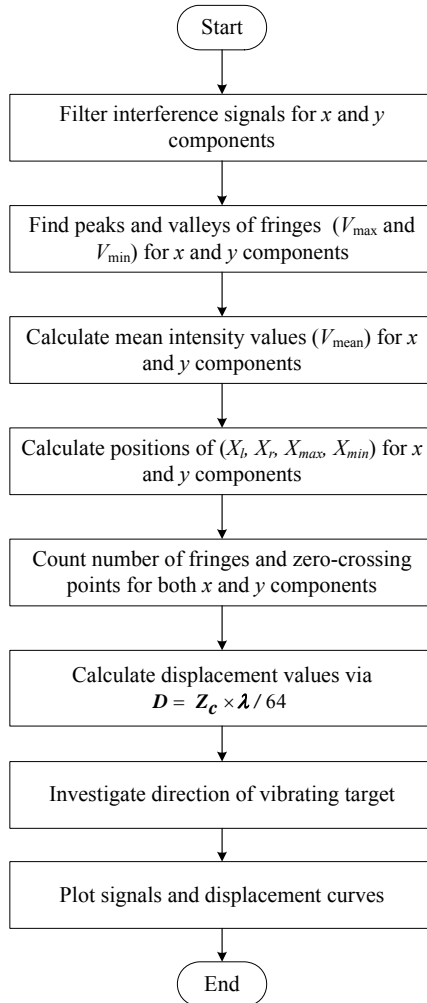 Start
Filter interference signals for x and y
components
Find peaks and valleys of fringes (Vmax and
Vmin) for x and y components
Calculate mean intensity values (Vmean) for x
and y components
Calculate positions of (Xl, Xr, Xmax, Xmin) for x
and y components
Count number of fringes and zero-crossing
points for both x and y components
Calculate displacement values via
D = Zc × λ / 64
Investigate direction of vibrating target
Plot signals and displacement curves
End